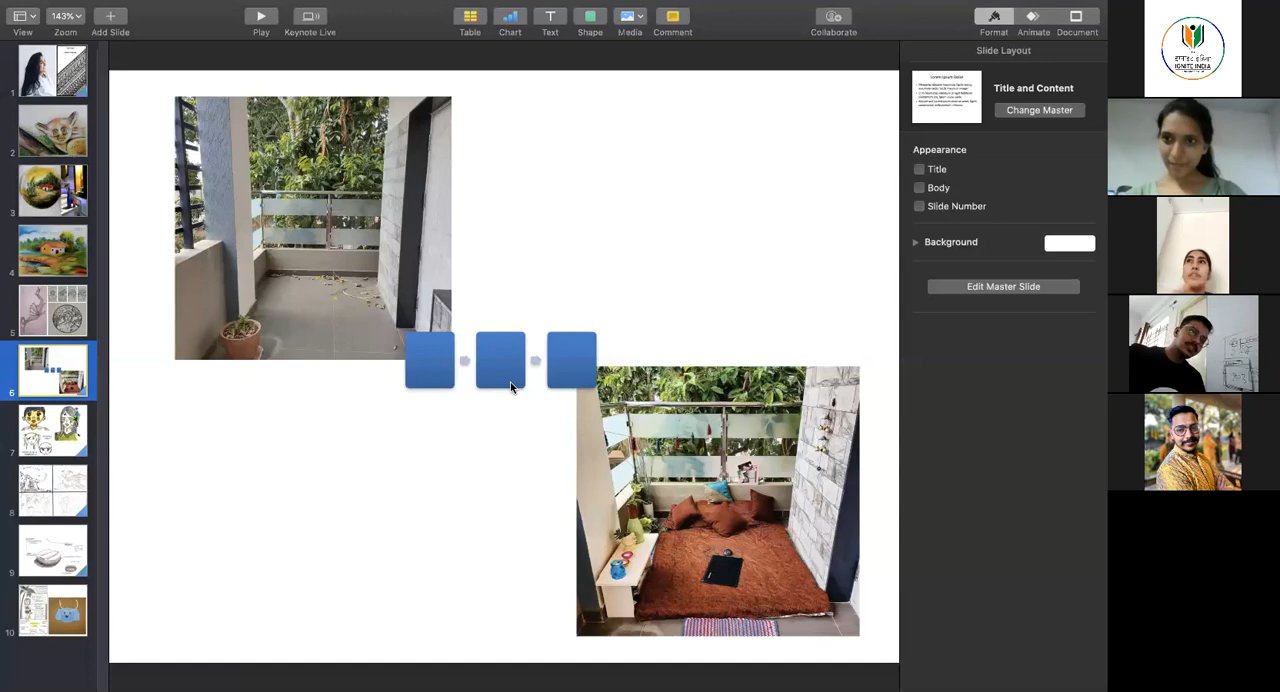 View
143%
Zoom
Add Slide
Play
Keynote Live
Table
Chart
Text
Shape
Media
Comment
Collaborate
Format
Animate
Document
Slide Layout
Title and Content
Change Master
Appearance
Title
Body
Slide Number
Background
Edit Master Slide
1
2
3
4
5
6
7
8
9
10
IGNITE INDIA